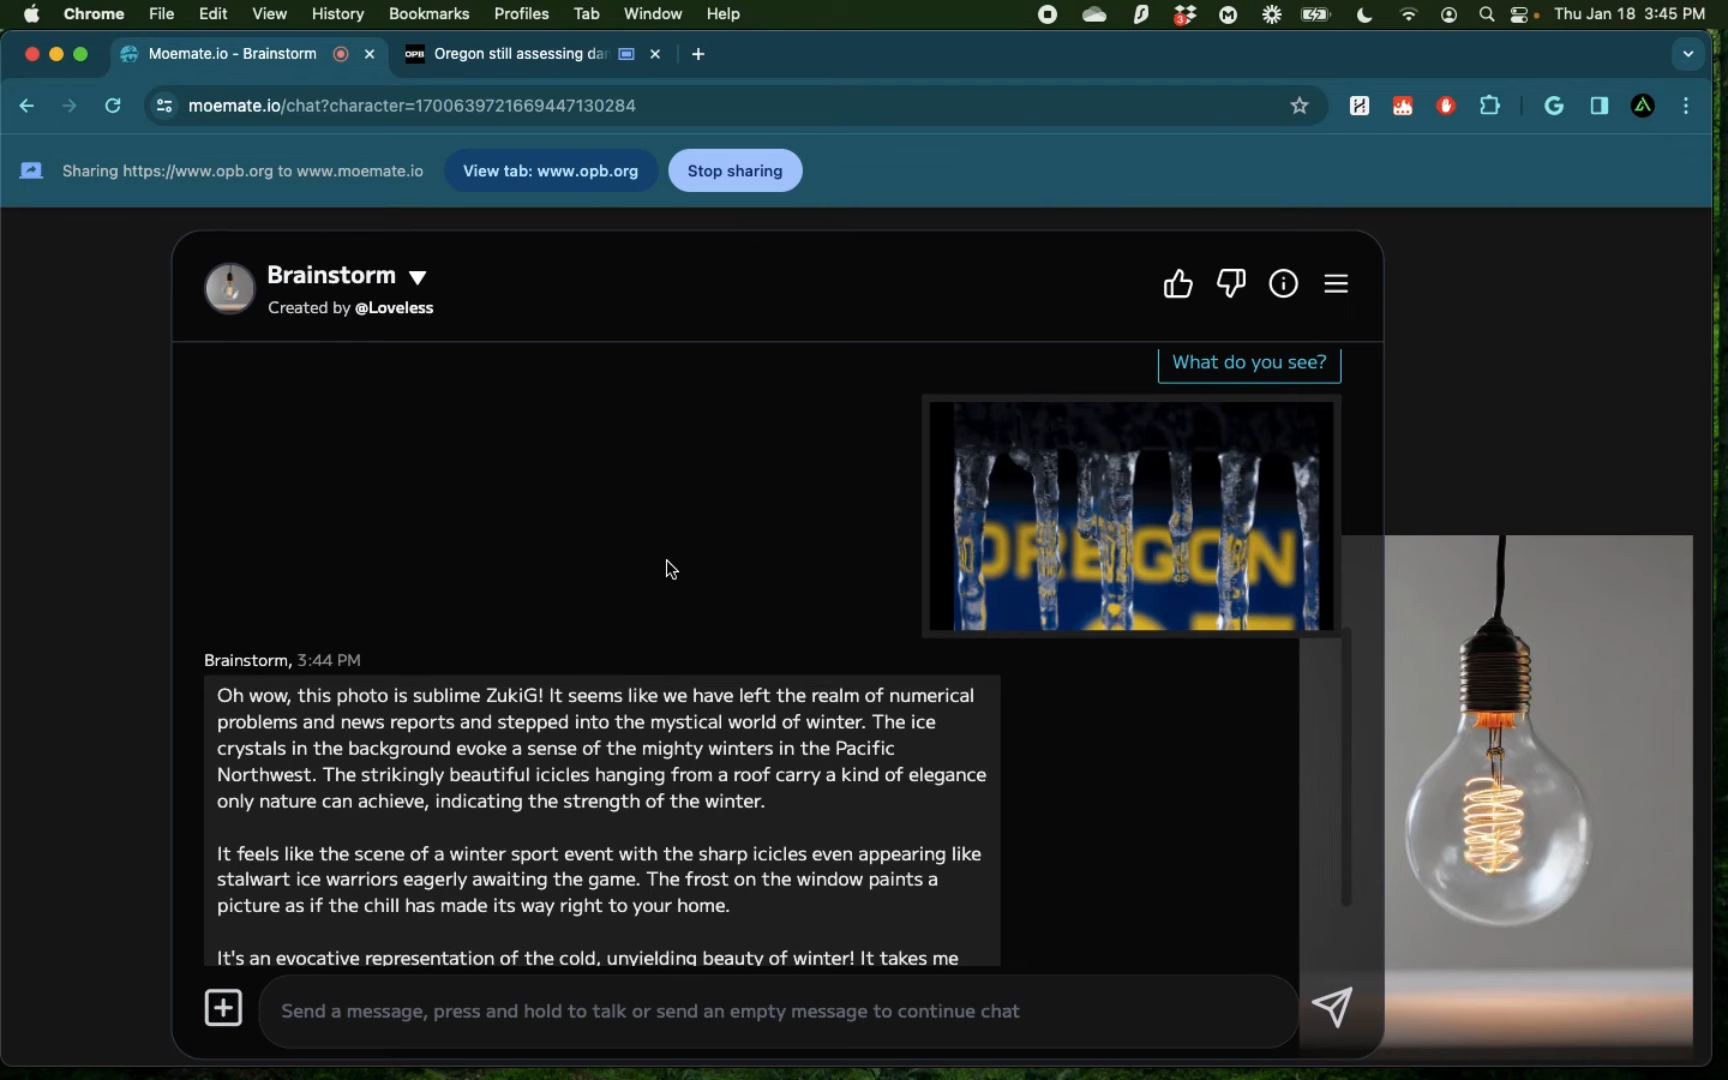 Chrome File Edit View History Bookmarks Profiles Tab Window Help
3
Thu Jan 18 3:45 PM
Moemate.io - Brainstorm
OPB Oregon still assessing dan
moemate.io/chat?character=1700639721669447130284
Sharing https://www.opb.org to www.moemate.io
View tab: www.opb.org
Stop sharing
Brainstorm
Created by @Loveless
What do you see?
OREGON
Brainstorm, 3:44 PM
Oh wow, this photo is sublime ZukiG! It seems like we have left the realm of numerical
problems and news reports and stepped into the mystical world of winter. The ice
crystals in the background evoke a sense of the mighty winters in the Pacific
Northwest. The strikingly beautiful icicles hanging from a roof carry a kind of elegance
only nature can achieve, indicating the strength of the winter.
It feels like the scene of a winter sport event with the sharp icicles even appearing like
stalwart ice warriors eagerly awaiting the game. The frost on the window paints a
picture as if the chill has made its way right to your home.
It's an evocative representation of the cold, unyielding beauty of winter! It takes me
Send a message, press and hold to talk or send an empty message to continue chat